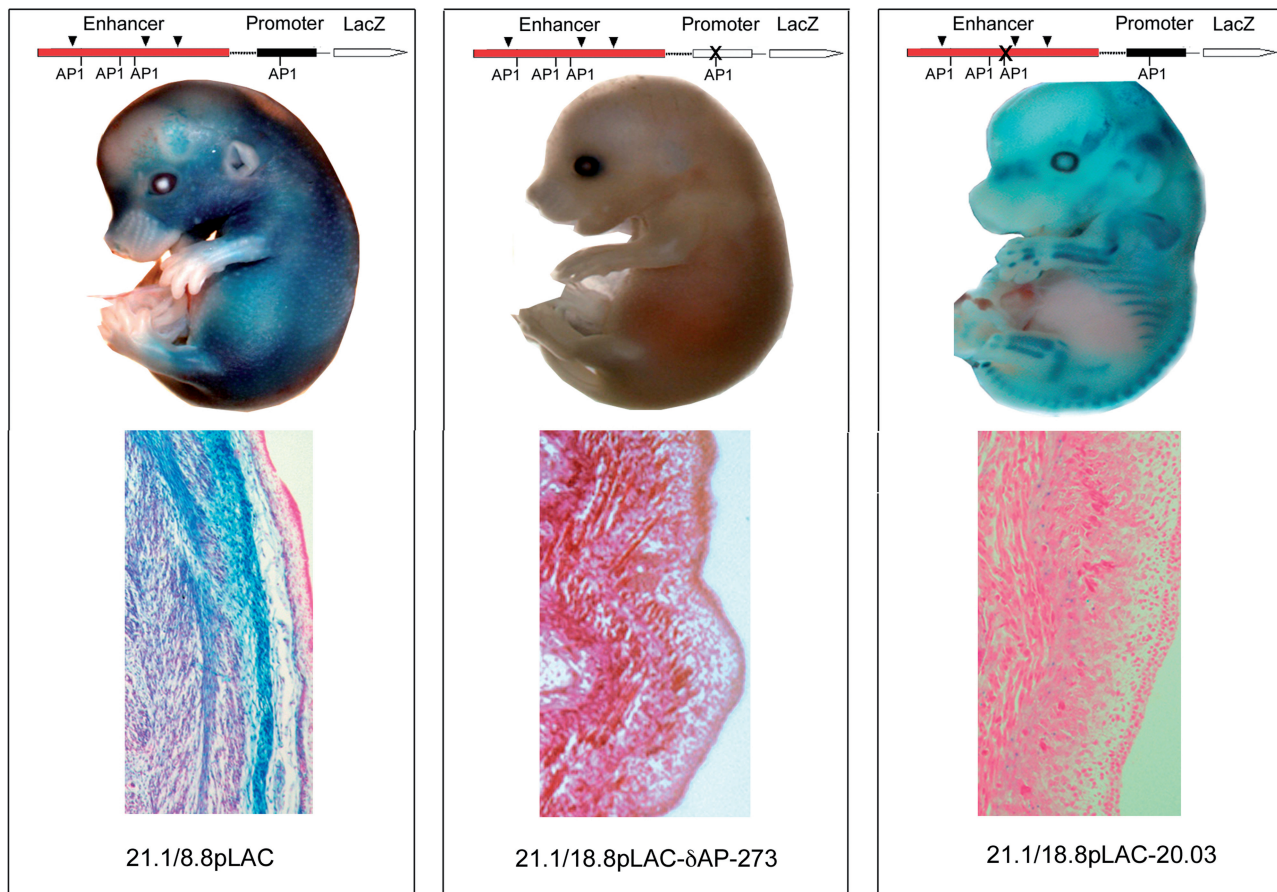 Enhancer Promoter LacZ
AP1 AP1 AP1 AP1
21.1/8.8pLAC
Enhancer Promoter LacZ
X
AP1 AP1 AP1 AP1
21.1/18.8pLAC-δAP-273
Enhancer Promoter LacZ
X
AP1 AP1 AP1 AP1
21.1/18.8pLAC-20.03